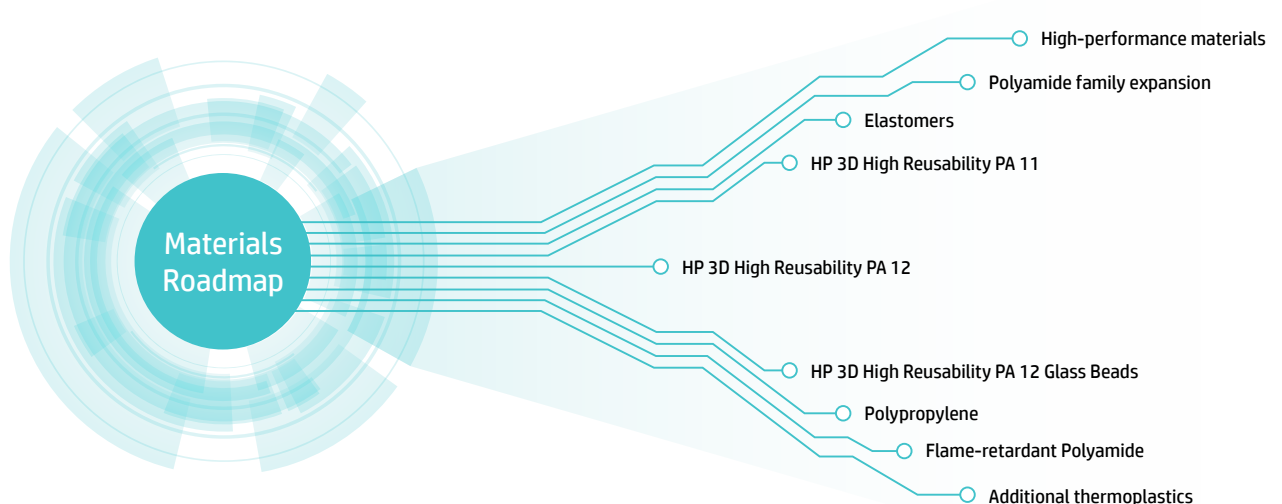 Materials
Roadmap
High-performance materials
Polyamide family expansion
Elastomers
HP 3D High Reusability PA 11
HP 3D High Reusability PA 12
HP 3D High Reusability PA 12 Glass Beads
Polypropylene
Flame-retardant Polyamide
Additional thermoplastics